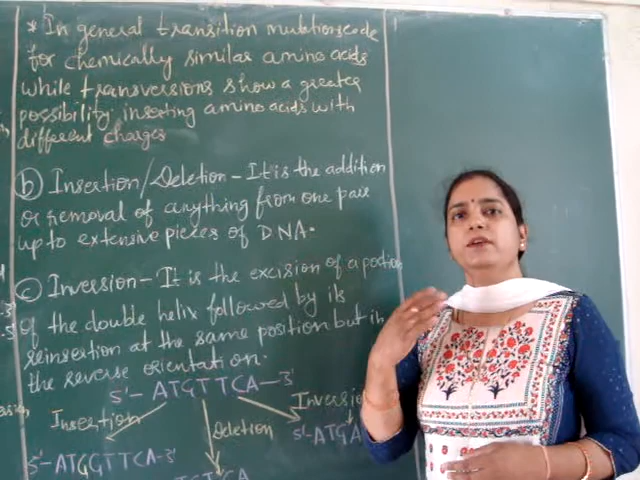 * In general transition mutations code
for chemically similar amino acids
while transversions show a greater
possibility inserting amino acids with
different charges
(b) Insertion/Deletion - It is the addition
or removal of anything from one pair
up to extensive pieces of DNA.
(c) Inversion - It is the excision of a portion
of the double helix followed by its
reinsertion at the same position but in
the reverse orientation.
5'- ATGTTCA - 3'
Insertion
Deletion
Inversion
5'- ATGGTTCA - 3'
5'- ATGA